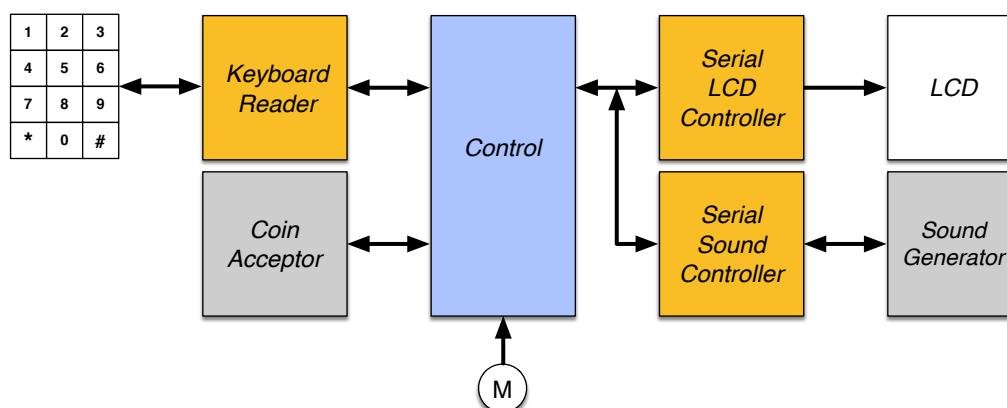 1 2 3
4 5 6
7 8 9
* 0 #
Keyboard
Reader
Control
Serial
LCD
Controller
LCD
Coin
Acceptor
Serial
Sound
Controller
Sound
Generator
M